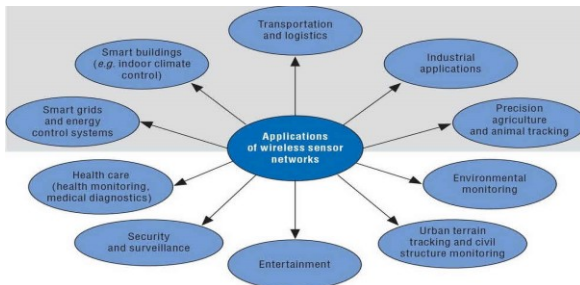 Transportation
and logistics
Smart buildings
(e.g. indoor climate
control)
Industrial
applications
Smart grids
and energy
control systems
Precision
agriculture
and animal tracking
Applications
of wireless sensor
networks
Health care
(health monitoring,
medical diagnostics)
Environmental
monitoring
Security
and surveillance
Urban terrain
tracking and civil
structure monitoring
Entertainment